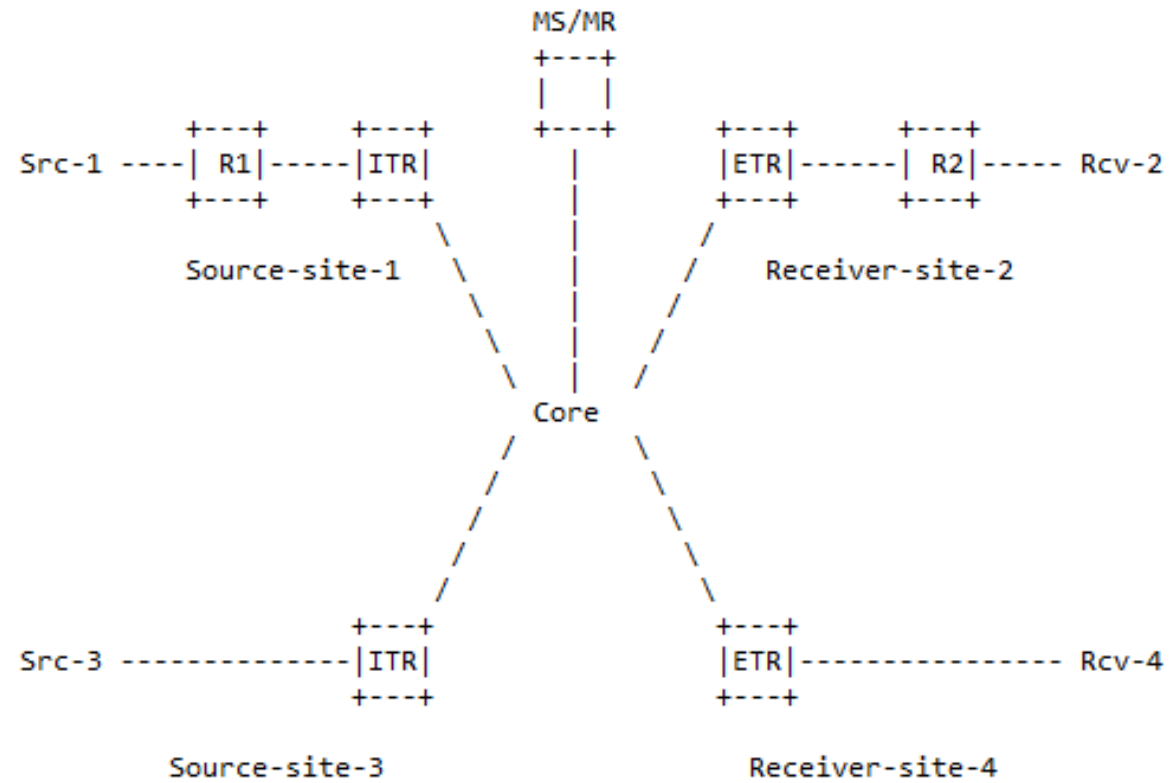 MS/MR
Src-1 R1 ITR ETR R2 Rcv-2
Source-site-1 Receiver-site-2
Core
Src-3 ITR ETR Rcv-4
Source-site-3 Receiver-site-4